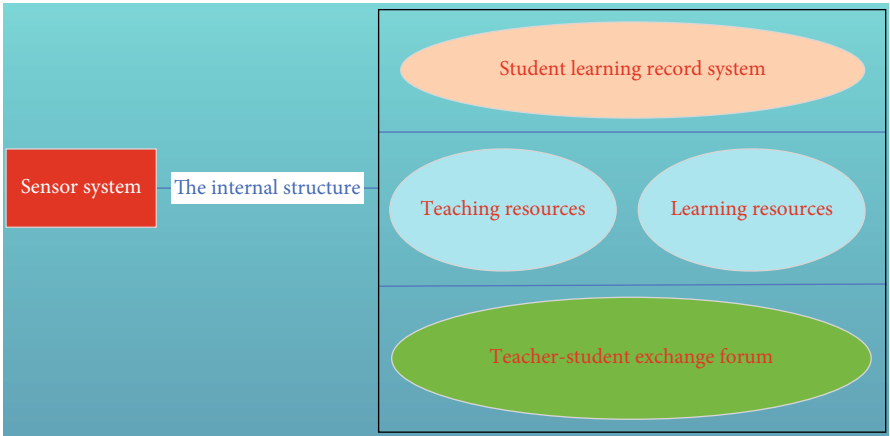 Student learning record system
Sensor system
The internal structure
Teaching resources
Learning resources
Teacher-student exchange forum